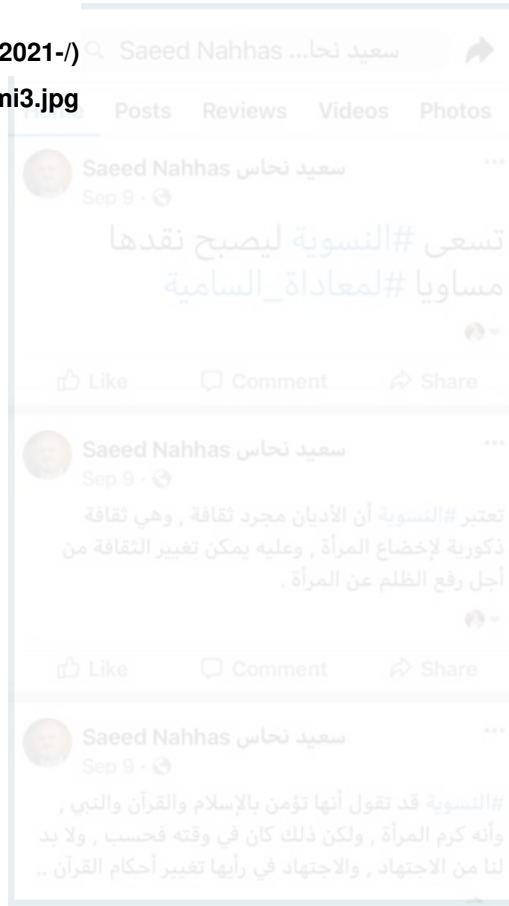 2021-/)
Saeed Nahhas سعيد نحا...
mi3.jpg
Home Posts Reviews Videos Photos
Saeed Nahhas سعيد نحاس
Sep 9 ·
تسعى #النسوية ليصبح نقدها
مساويا #لمعاداة_السامية
Like Comment Share
Saeed Nahhas سعيد نحاس
Sep 9 ·
تعتبر #النسوية أن الأديان مجرد ثقافة , وهي ثقافة
ذكورية لإخضاع المرأة , وعليه يمكن تغيير الثقافة من
أجل رفع الظلم عن المرأة .
Like Comment Share
Saeed Nahhas سعيد نحاس
Sep 9 ·
#النسوية قد تقول أنها تؤمن بالإسلام والقرآن والنبي ,
وأنه كرم المرأة , ولكن ذلك كان في وقته فحسب , ولا بد
لنا من الاجتهاد , والاجتهاد في رأيها تغيير أحكام القرآن ..